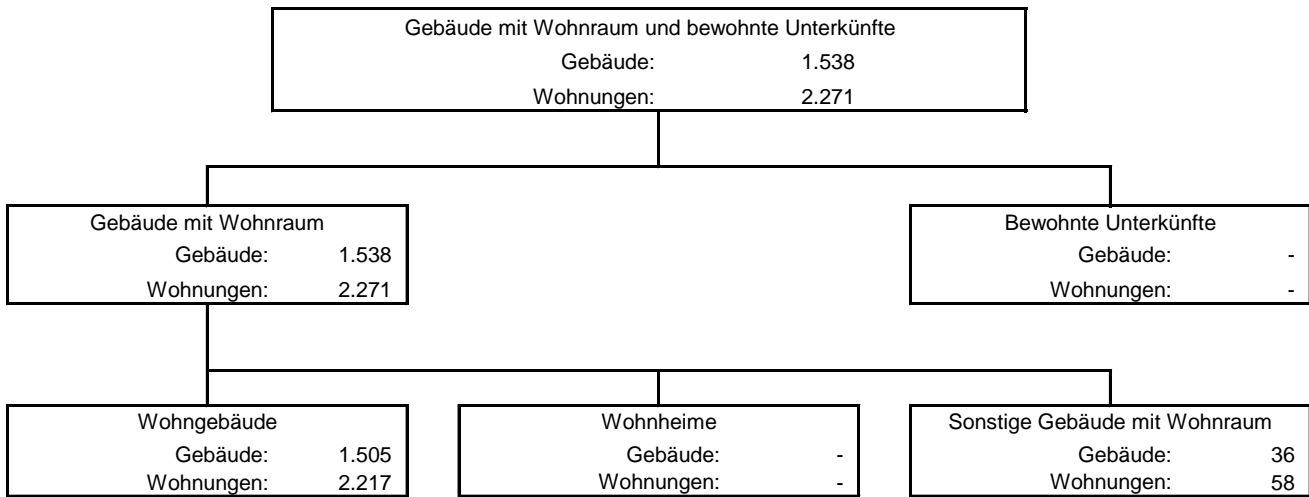 Gebäude mit Wohnraum und bewohnte Unterkünfte
Gebäude: 1.538
Wohnungen: 2.271
Gebäude mit Wohnraum
Gebäude: 1.538
Wohnungen: 2.271
Bewohnte Unterkünfte
Gebäude: -
Wohnungen: -
Wohngebäude
Gebäude: 1.505
Wohnungen: 2.217
Wohnheime
Gebäude: -
Wohnungen: -
Sonstige Gebäude mit Wohnraum
Gebäude: 36
Wohnungen: 58